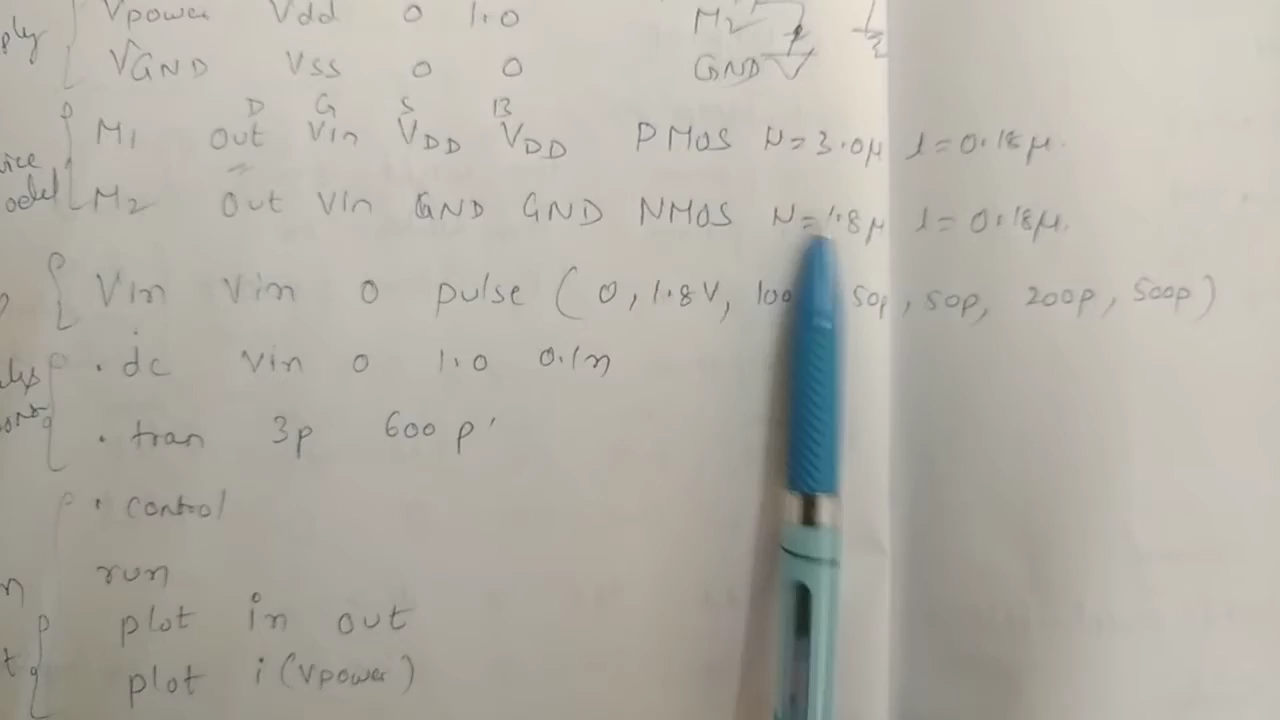 ply Vpower Vdd 0 1.0 M2
VGND VSS 0 0 GND
D G S B
M1 out Vin VDD VDD PMOS W=3.0μ l=0.18μ.
odel M2 out Vin GND GND NMOS W=1.8μ l=0.18μ.
Vin Vin 0 pulse (0, 1.8V, 100 50p, 50p, 200p, 500p)
.dc Vin 0 1.0 0.1m
.tran 3p 600p
.control
run
plot in out
plot i(Vpower)